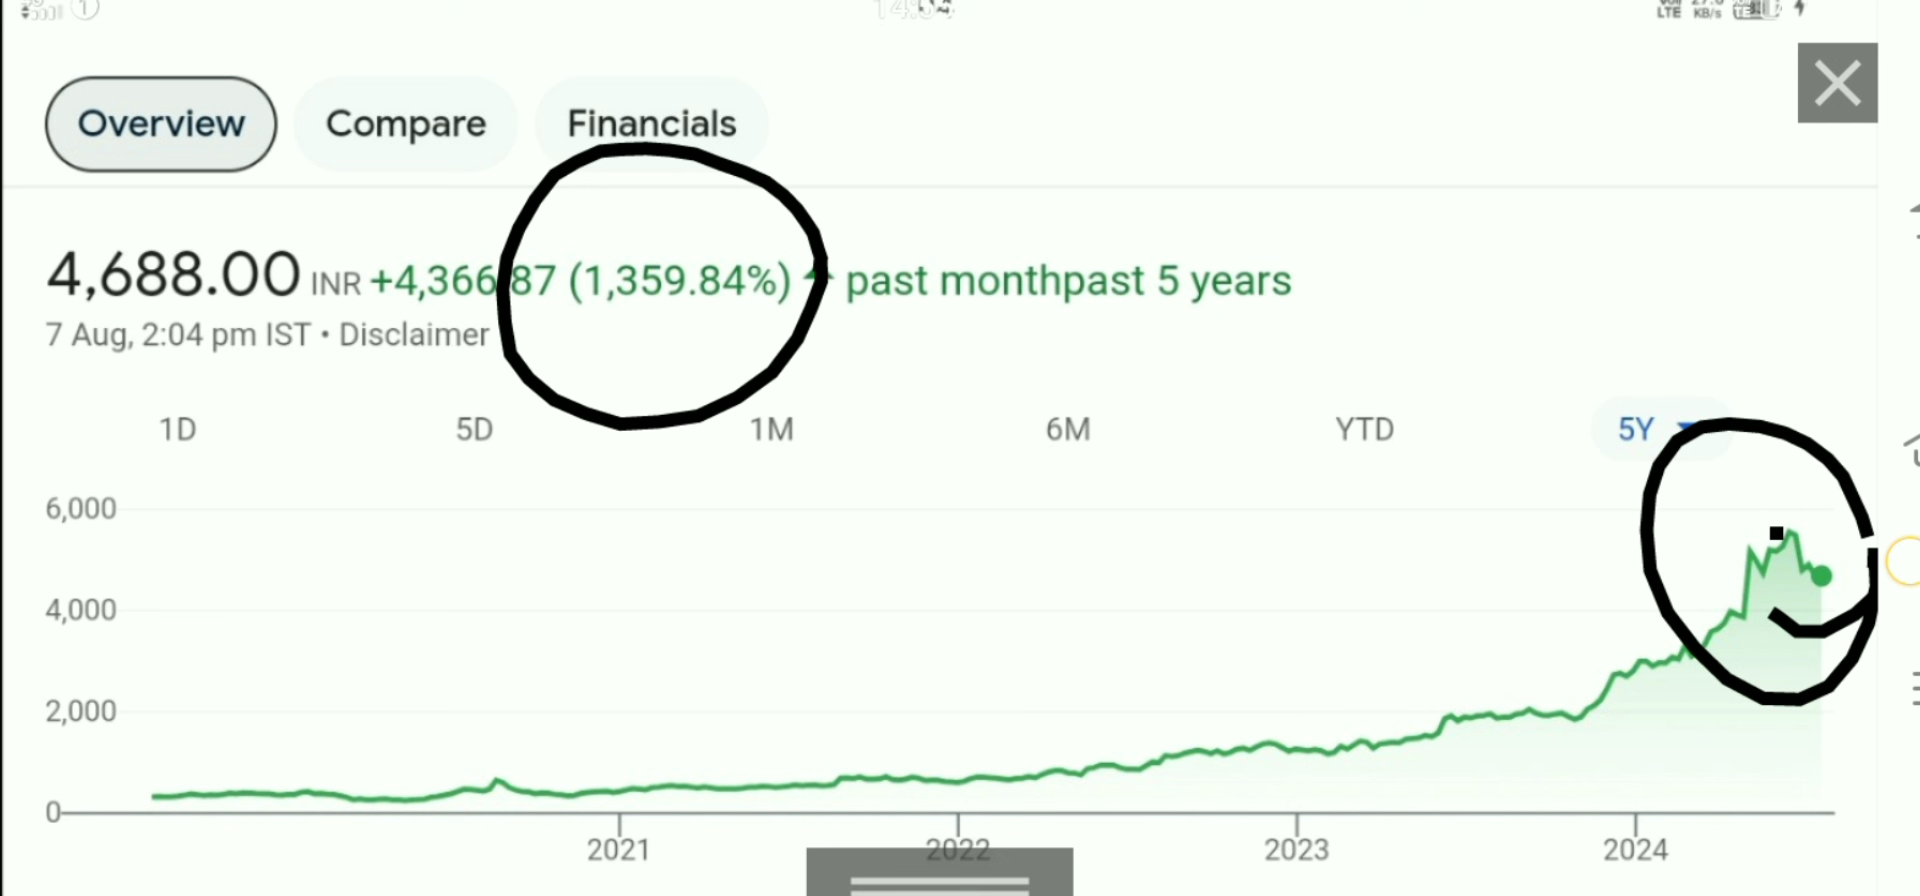 Overview Compare Financials
4,688.00 INR +4,366.87 (1,359.84%) past monthpast 5 years
7 Aug, 2:04 pm IST • Disclaimer
1D 5D 1M 6M YTD 5Y
6,000
4,000
2,000
0
2021 2022 2023 2024